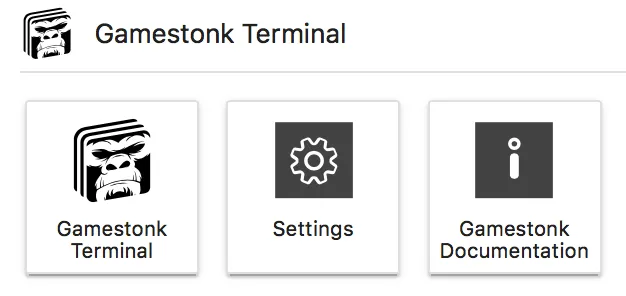 Gamestonk Terminal
Gamestonk
Terminal
Settings
Gamestonk
Documentation